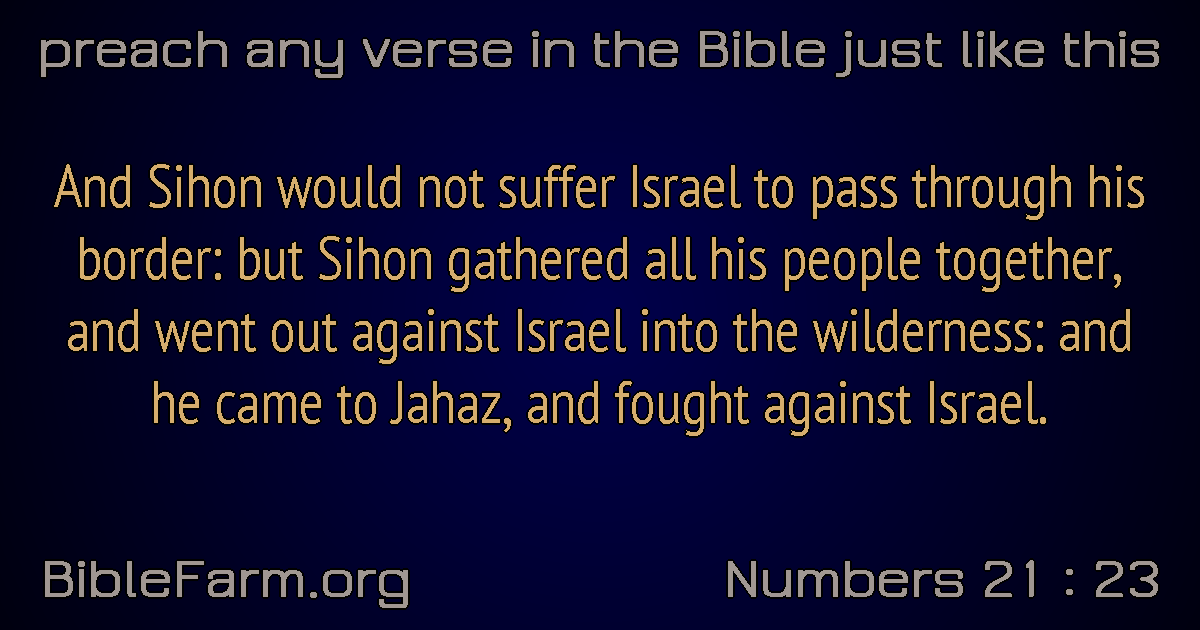 preach any verse in the Bible just like this
And Sihon would not suffer Israel to pass through his
border: but Sihon gathered all his people together,
and went out against Israel into the wilderness: and
he came to Jahaz, and fought against Israel.
BibleFarm.org
Numbers 21 : 23